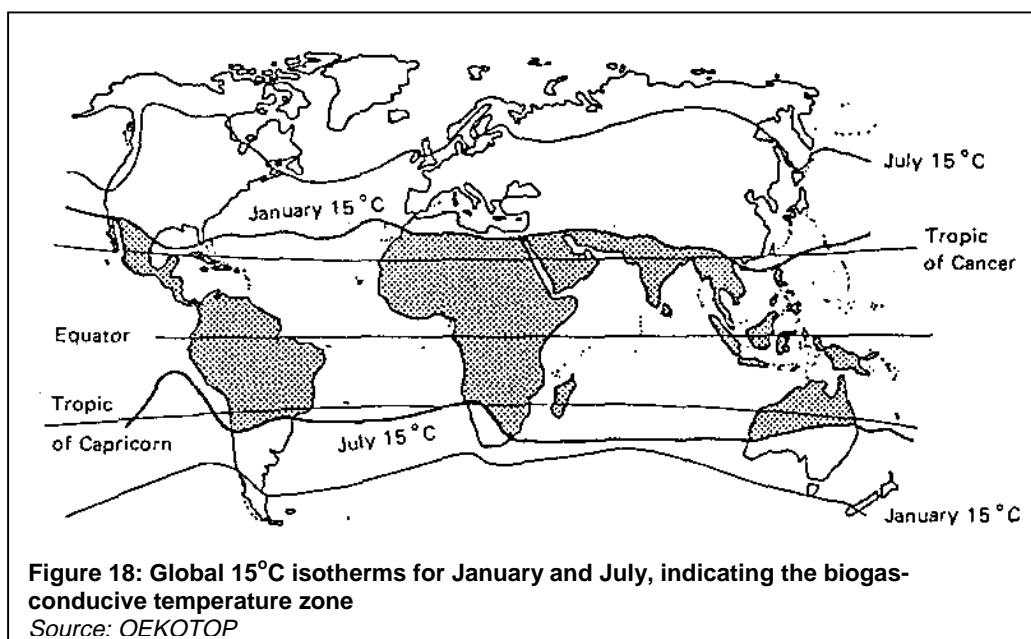 July 15°C
January 15°C
Tropic
of Cancer
Equator
Tropic
of Capricorn
July 15°C
January 15°C
Figure 18: Global 15°C isotherms for January and July, indicating the biogas-
conducive temperature zone
Source: OEKOTOP